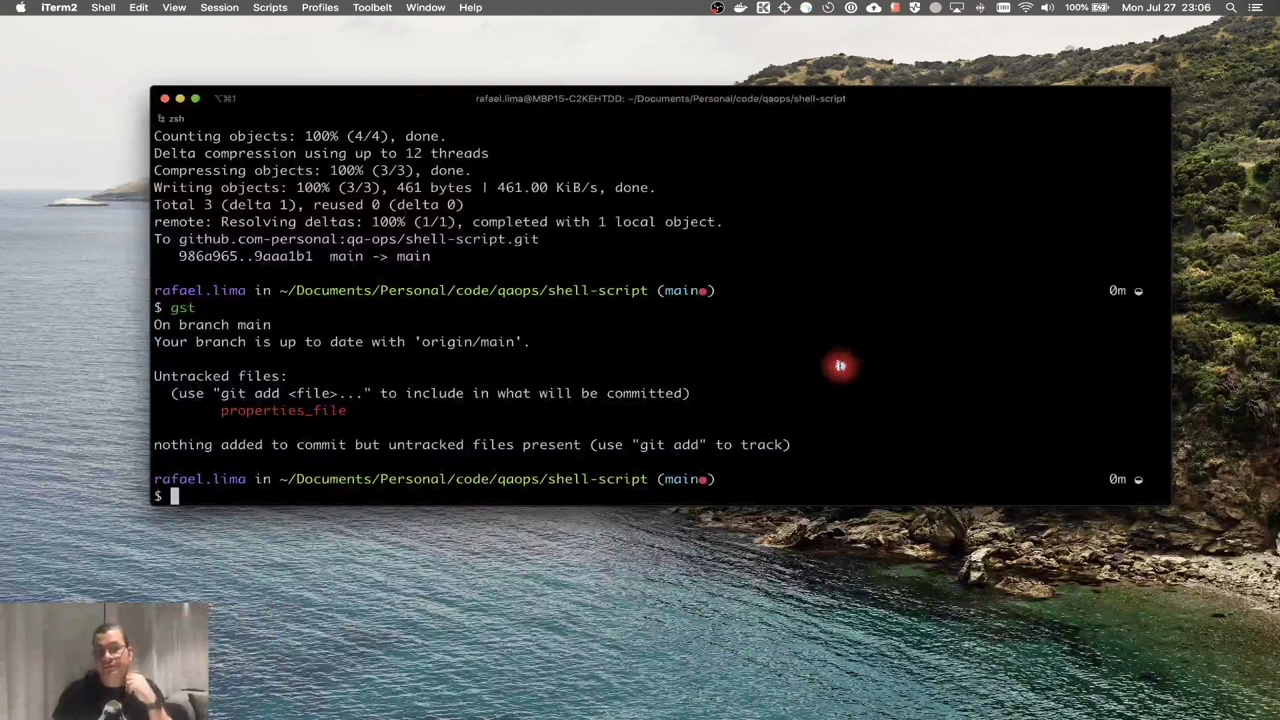 iTerm2 Shell Edit View Session Scripts Profiles Toolbelt Window Help 100% Mon Jul 27 23:06
⌥⌘1 rafael.lima@MBP15-C2KEHTDD: ~/Documents/Personal/code/qaops/shell-script
zsh
Counting objects: 100% (4/4), done.
Delta compression using up to 12 threads
Compressing objects: 100% (3/3), done.
Writing objects: 100% (3/3), 461 bytes | 461.00 KiB/s, done.
Total 3 (delta 1), reused 0 (delta 0)
remote: Resolving deltas: 100% (1/1), completed with 1 local object.
To github.com-personal:qa-ops/shell-script.git
986a965..9aaa1b1 main -> main
rafael.lima in ~/Documents/Personal/code/qaops/shell-script (main●) 0m
$ gst
On branch main
Your branch is up to date with 'origin/main'.
Untracked files:
(use "git add <file>..." to include in what will be committed)
properties_file
nothing added to commit but untracked files present (use "git add" to track)
rafael.lima in ~/Documents/Personal/code/qaops/shell-script (main●) 0m
$